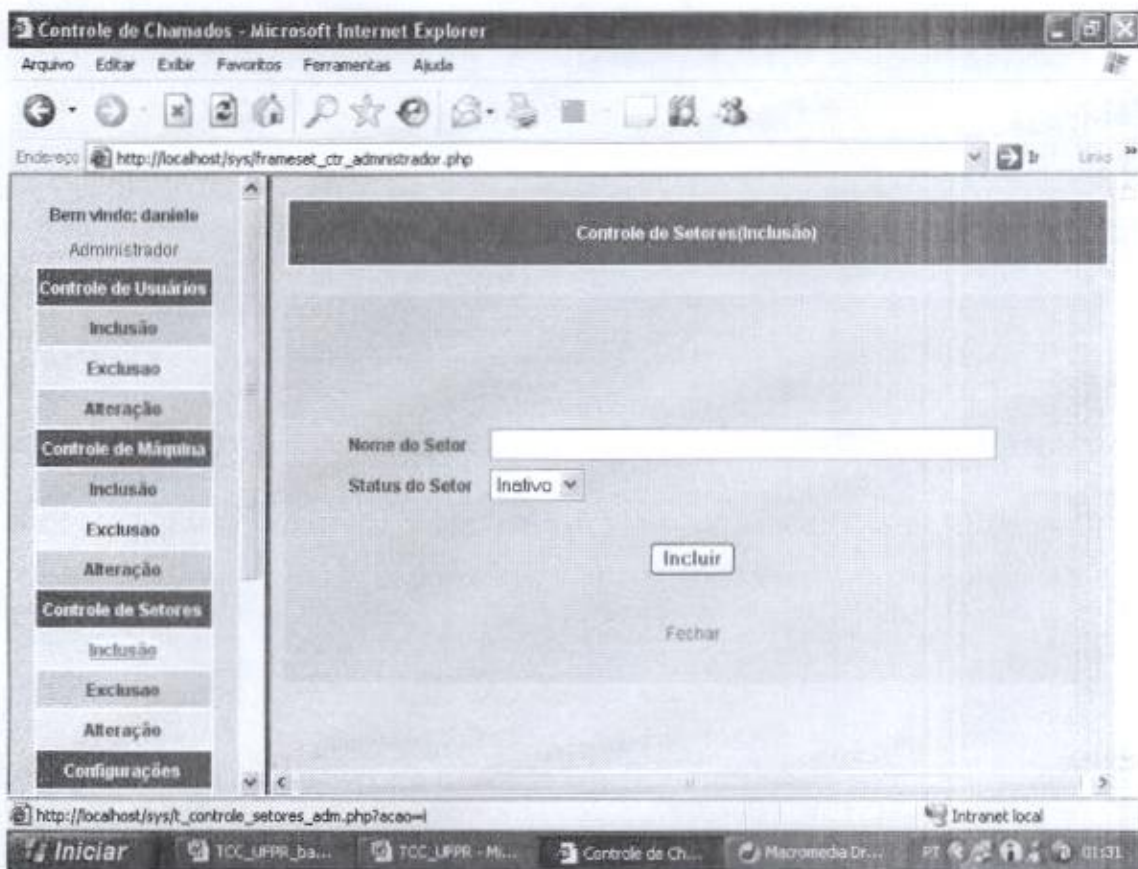 Controle de Chamados - Microsoft Internet Explorer
Arquivo Editar Exibir Favoritos Ferramentas Ajuda
Endereço http://localhost/sys/frameset_ctr_admnistrador.php Ir Links »
Bem vindo: daniele
Administrador
Controle de Usuários
Inclusão
Exclusao
Alteração
Controle de Máquina
Inclusão
Exclusao
Alteração
Controle de Setores
Inclusão
Exclusao
Alteração
Configurações
Controle de Setores(Inclusão)
Nome do Setor
Status do Setor Inativo
Incluir
Fechar
http://localhost/sys/t_controle_setores_adm.php?acao=i
Intranet local
Iniciar TCC_UFPR_ba... TCC_UFPR - Mi... Controle de Ch... Macromedia Dr... PT 01:31